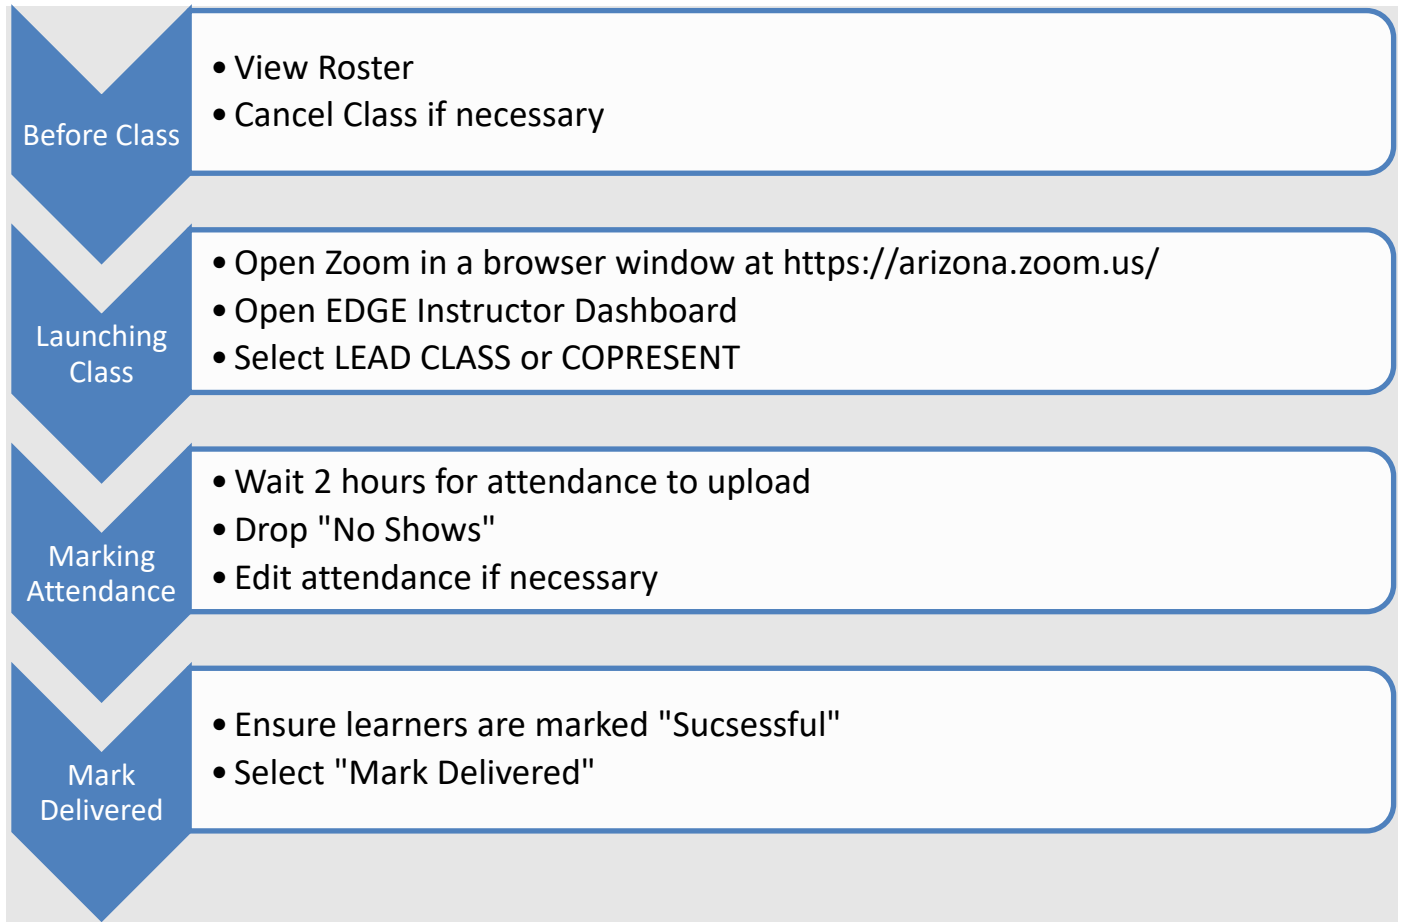 Before Class
• View Roster
• Cancel Class if necessary
Launching
Class
• Open Zoom in a browser window at https://arizona.zoom.us/
• Open EDGE Instructor Dashboard
• Select LEAD CLASS or COPRESENT
Marking
Attendance
• Wait 2 hours for attendance to upload
• Drop "No Shows"
• Edit attendance if necessary
Mark
Delivered
• Ensure learners are marked "Sucsessful"
• Select "Mark Delivered"